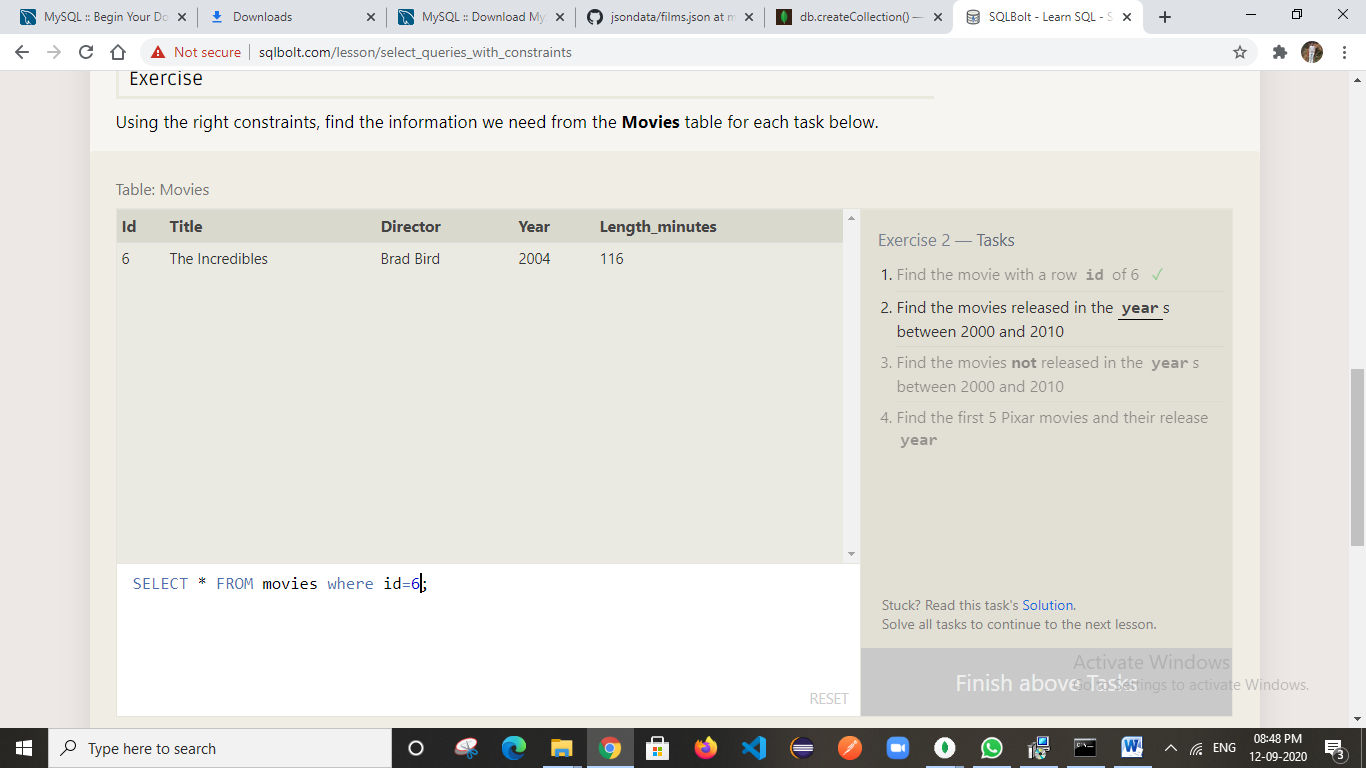 MySQL :: Begin Your Do
Downloads
MySQL :: Download My
jsondata/films.json at m
db.createCollection() —
SQLBolt - Learn SQL - S
Not secure
sqlbolt.com/lesson/select_queries_with_constraints
Exercise
Using the right constraints, find the information we need from the Movies table for each task below.
Table: Movies
Id Title Director Year Length_minutes
6 The Incredibles Brad Bird 2004 116
Exercise 2 — Tasks
1. Find the movie with a row id of 6 ✓
2. Find the movies released in the year s
between 2000 and 2010
3. Find the movies not released in the year s
between 2000 and 2010
4. Find the first 5 Pixar movies and their release
year
SELECT * FROM movies where id=6;
RESET
Stuck? Read this task's Solution.
Solve all tasks to continue to the next lesson.
Finish above Tasks
Activate Windows
Go to Settings to activate Windows.
Type here to search
ENG
08:48 PM
12-09-2020
3